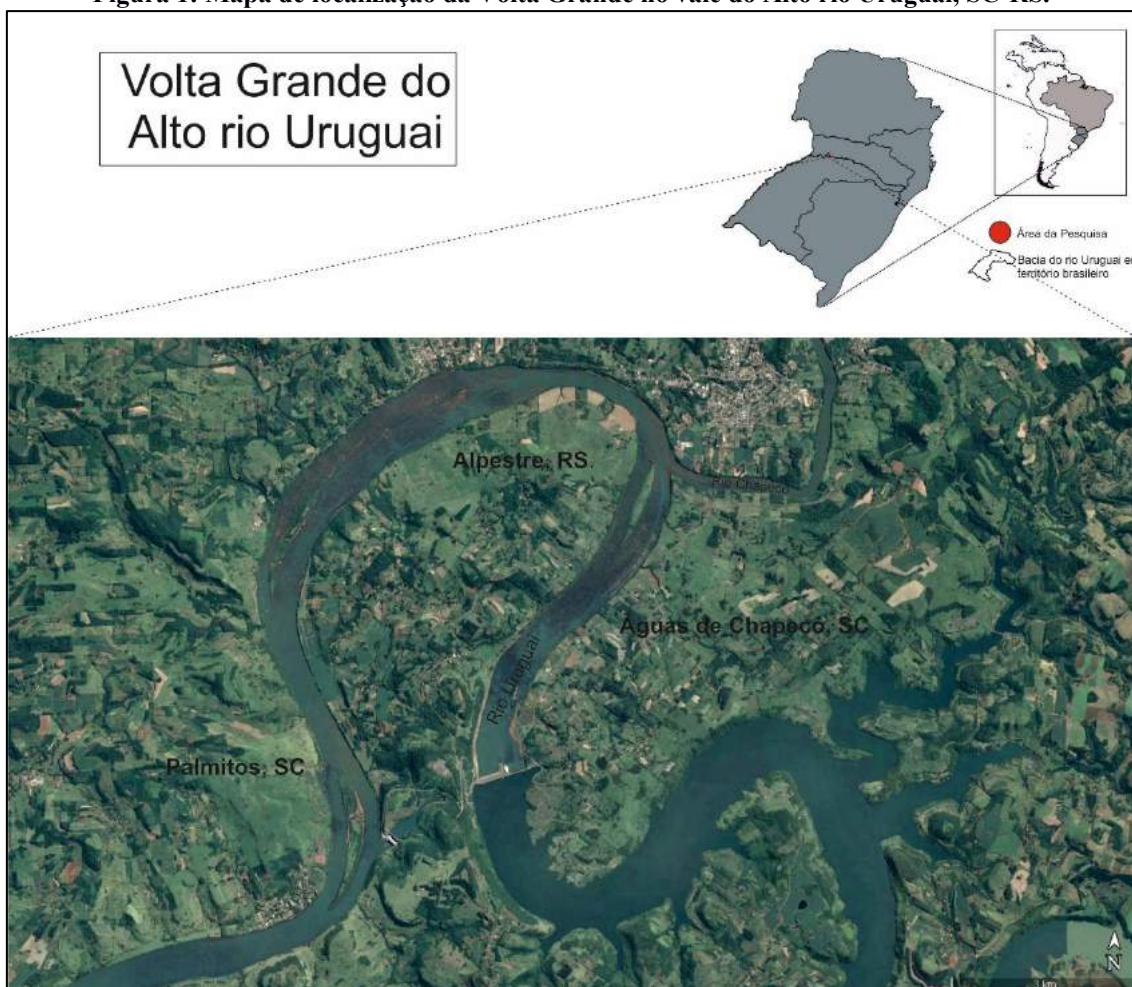 Figura 1: Mapa de localização da Volta Grande no vale do Alto rio Uruguai, SC-RS.
Volta Grande do
Alto rio Uruguai
Área da Pesquisa
Bacia do rio Uruguai em
território brasileiro
Alpestre, RS.
Rio Chapecó
Águas de Chapecó, SC
Rio Uruguai
Palmitos, SC
N
3 km